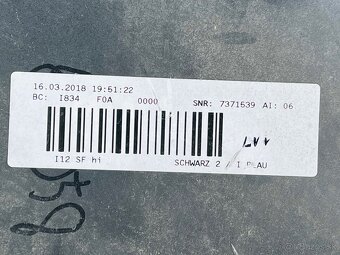 16.03.2018 19:51:22
BC: I834 F0A 0000 SNR: 7371539 AI: 06
I12 SF hi SCHWARZ 2 / I BLAU